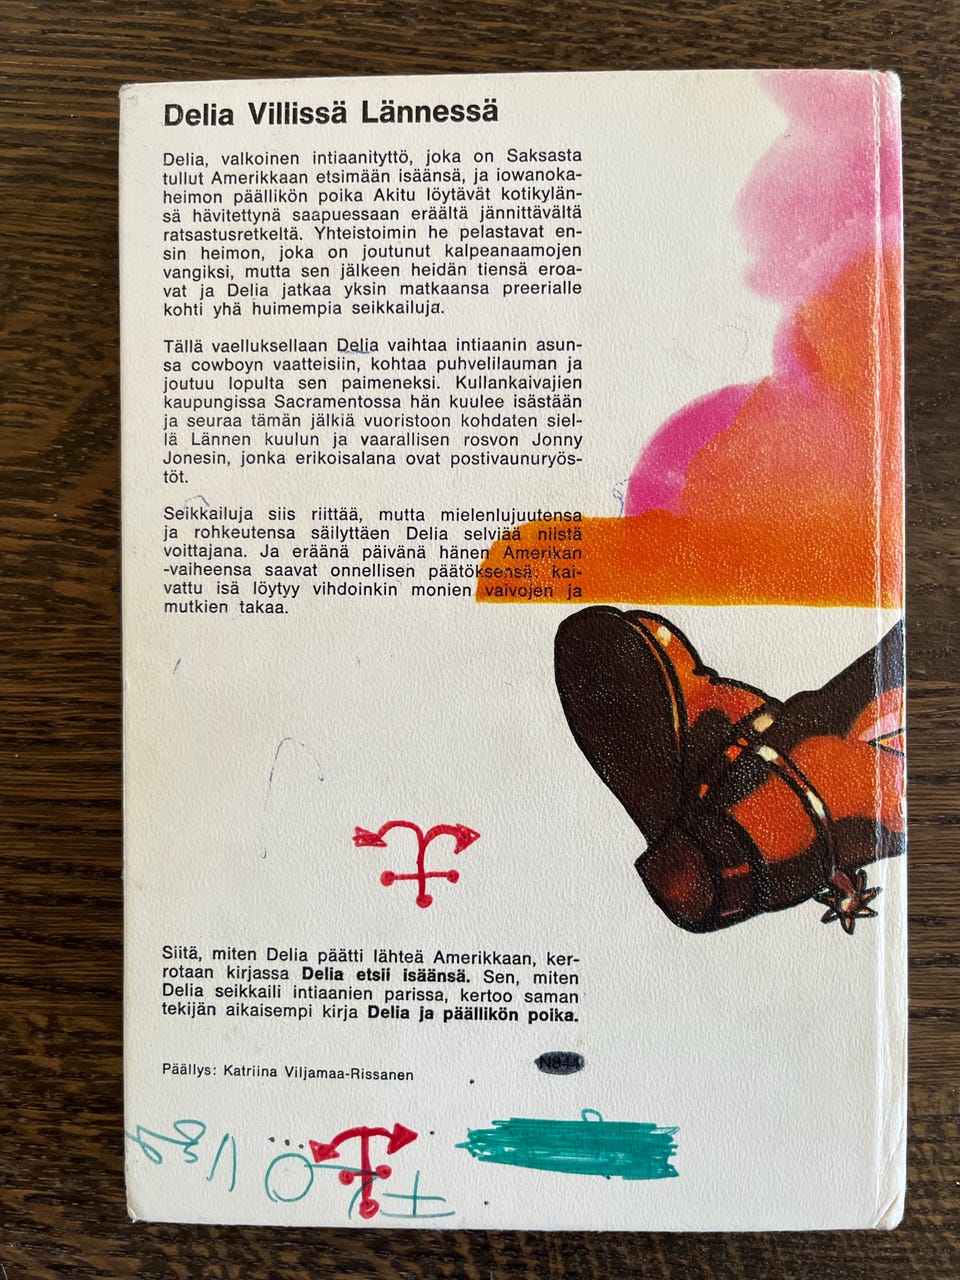 Delia Villissä Lännessä
Delia, valkoinen intiaanityttö, joka on Saksasta
tullut Amerikkaan etsimään isäänsä, ja iowanoka-
heimon päällikön poika Akitu löytävät kotikylän-
sä hävitettynä saapuessaan eräältä jännittävältä
ratsastusretkeltä. Yhteistoimin he pelastavat en-
sin heimon, joka on joutunut kalpeanaamojen
vangiksi, mutta sen jälkeen heidän tiensä eroa-
vat ja Delia jatkaa yksin matkaansa preerialle
kohti yhä huimempia seikkailuja.
Tällä vaelluksellaan Delia vaihtaa intiaanin asun-
sa cowboyn vaatteisiin, kohtaa puhvelilauman ja
joutuu lopulta sen paimeneksi. Kullankaivajien
kaupungissa Sacramentossa hän kuulee isästään
ja seuraa tämän jälkiä vuoristoon kohdaten siel-
lä Lännen kuulun ja vaarallisen rosvon Jonny
Jonesin, jonka erikoisalana ovat postivaunuryös-
töt.
Seikkailuja siis riittää, mutta mielenlujuutensa
ja rohkeutensa säilyttäen Delia selviää niistä
voittajana. Ja eräänä päivänä hänen Amerikan
-vaiheensa saavat onnellisen päätöksensä: kai-
vattu isä löytyy vihdoinkin monien vaivojen ja
mutkien takaa.
Siitä, miten Delia päätti lähteä Amerikkaan, ker-
rotaan kirjassa Delia etsii isäänsä. Sen, miten
Delia seikkaili intiaanien parissa, kertoo saman
tekijän aikaisempi kirja Delia ja päällikön poika.
N844
Päällys: Katriina Viljamaa-Rissanen